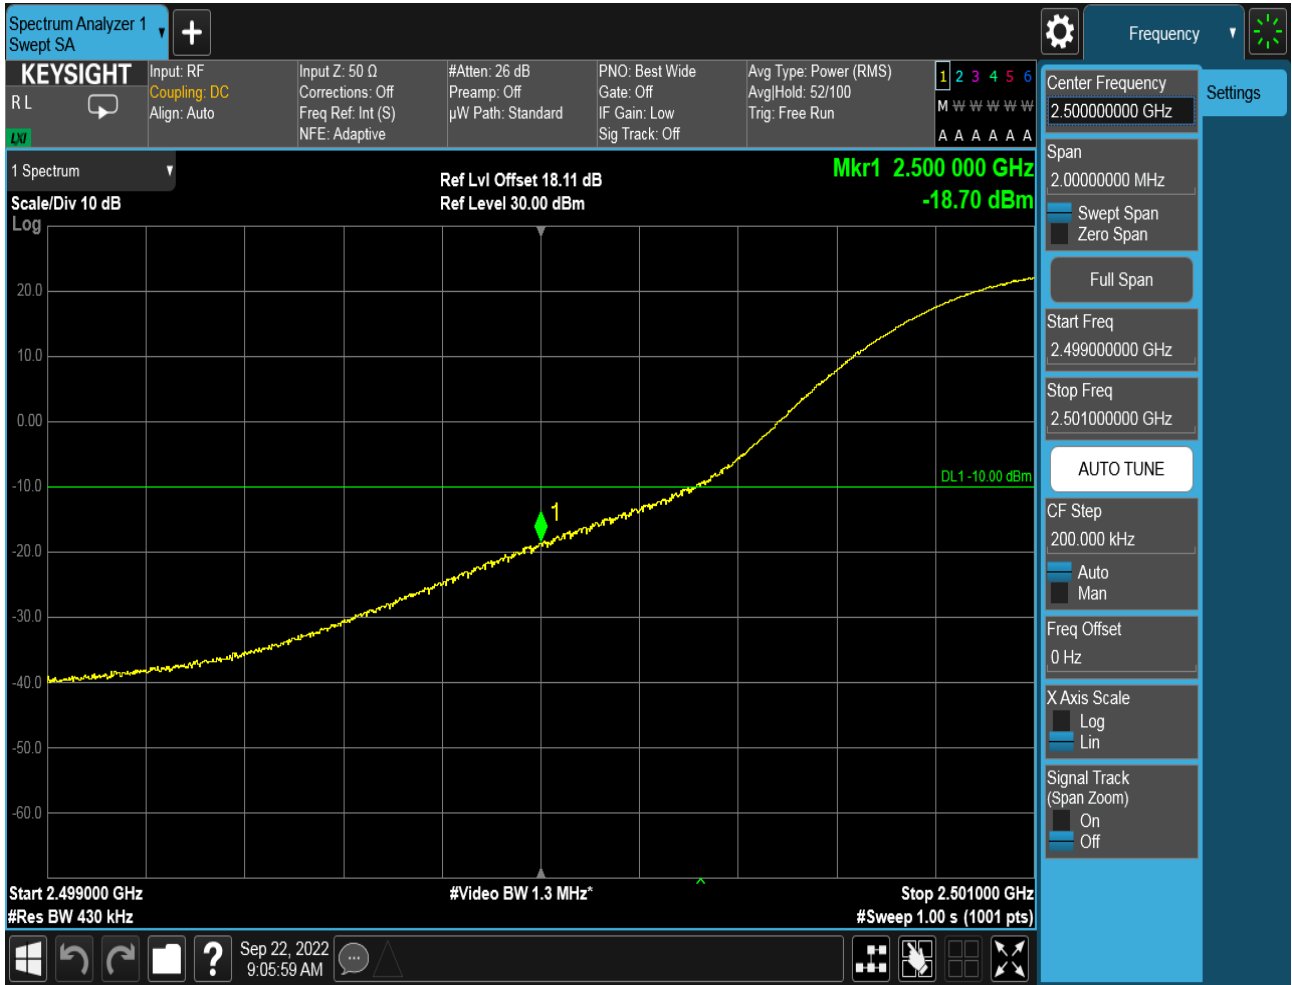 Spectrum Analyzer 1
Swept SA
Frequency
KEYSIGHT
R L
LXI
Input: RF
Coupling: DC
Align: Auto
Input Z: 50 Ω
Corrections: Off
Freq Ref: Int (S)
NFE: Adaptive
#Atten: 26 dB
Preamp: Off
µW Path: Standard
PNO: Best Wide
Gate: Off
IF Gain: Low
Sig Track: Off
Avg Type: Power (RMS)
Avg|Hold: 52/100
Trig: Free Run
1 2 3 4 5 6
M W W W W W
A A A A A A
1 Spectrum
Scale/Div 10 dB
Log
Ref Lvl Offset 18.11 dB
Ref Level 30.00 dBm
Mkr1 2.500 000 GHz
-18.70 dBm
20.0
10.0
0.00
-10.0
-20.0
-30.0
-40.0
-50.0
-60.0
DL1 -10.00 dBm
1
Start 2.499000 GHz
#Res BW 430 kHz
#Video BW 1.3 MHz*
Stop 2.501000 GHz
#Sweep 1.00 s (1001 pts)
Sep 22, 2022
9:05:59 AM
Center Frequency
2.500000000 GHz
Settings
Span
2.00000000 MHz
Swept Span
Zero Span
Full Span
Start Freq
2.499000000 GHz
Stop Freq
2.501000000 GHz
AUTO TUNE
CF Step
200.000 kHz
Auto
Man
Freq Offset
0 Hz
X Axis Scale
Log
Lin
Signal Track
(Span Zoom)
On
Off